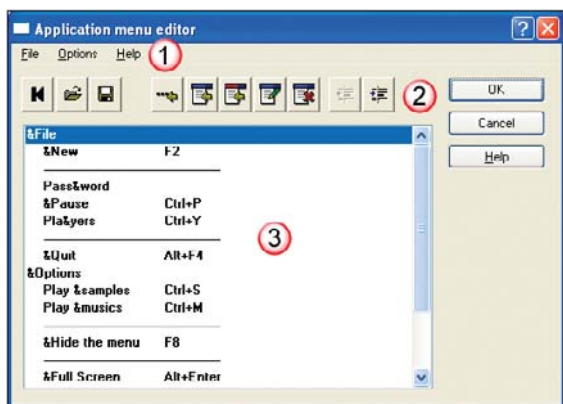 Application menu editor
File Options Help 1
2
OK
Cancel
Help
&File
&New F2
Pass&word
&Pause Ctrl+P
Pla&yers Ctrl+Y
3
&Quit Alt+F4
&Options
Play &samples Ctrl+S
Play &musics Ctrl+M
&Hide the menu F8
&Full Screen Alt+Enter